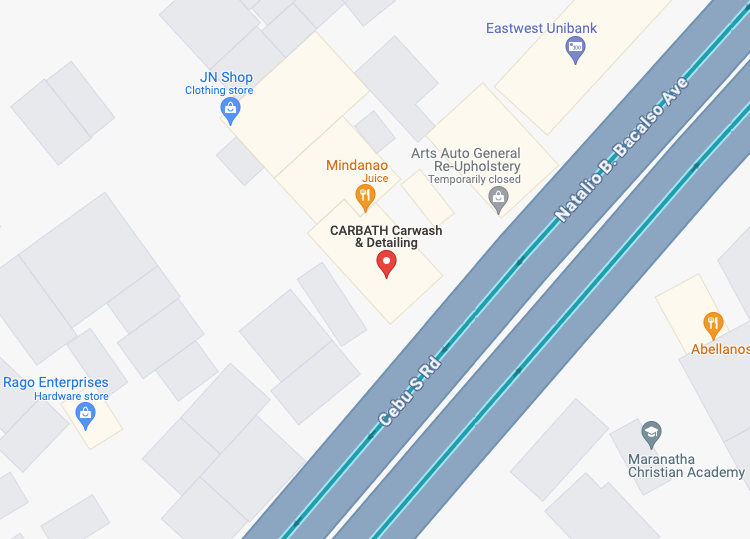 Eastwest Unibank
JN Shop
Clothing store
Natalio B. Bacalso Ave
Arts Auto General
Re-Upholstery
Temporarily closed
Mindanao
Juice
CARBATH Carwash
& Detailing
Abellanos
Cebu S Rd
Rago Enterprises
Hardware store
Maranatha
Christian Academy